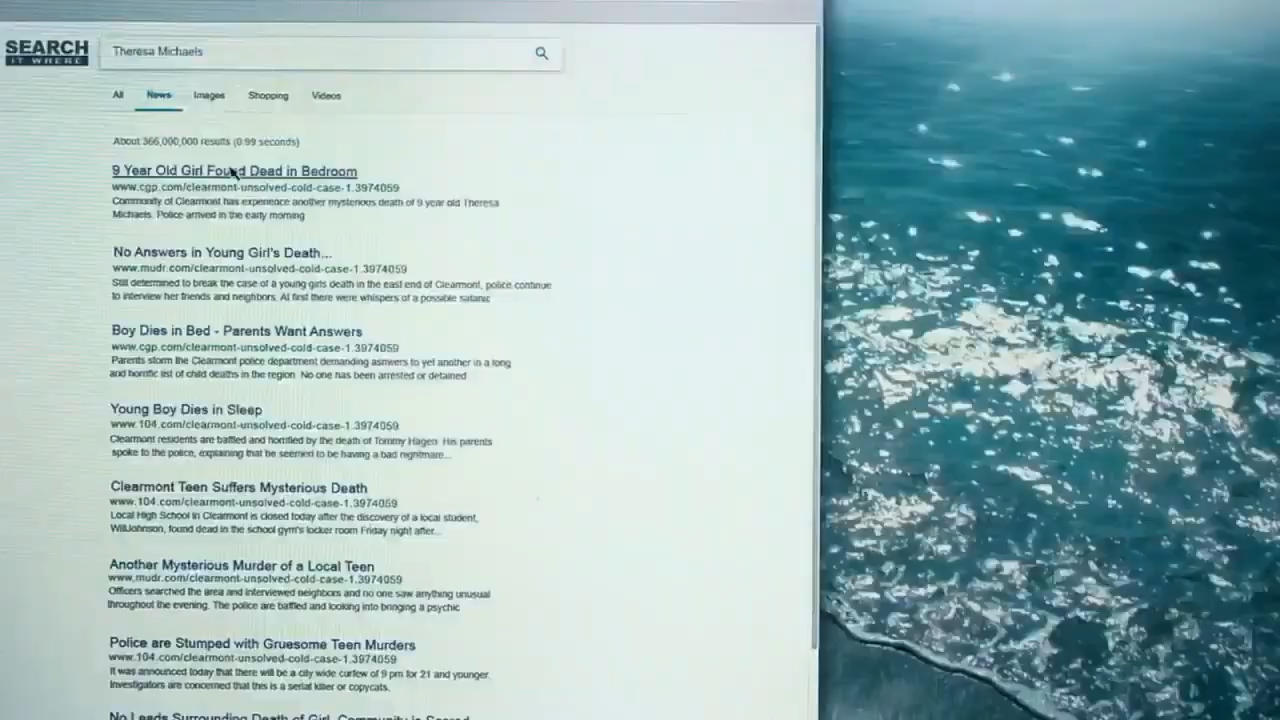 SEARCH
IT WHERE
Theresa Michaels
All News Images Shopping Videos
About 366,000,000 results (0.99 seconds)
9 Year Old Girl Found Dead in Bedroom
www.cgp.com/clearmont-unsolved-cold-case-1.3974059
Community of Clearmont has experience another mysterious death of 9 year old Theresa
Michaels. Police arrived in the early morning
No Answers in Young Girl's Death...
www.mudr.com/clearmont-unsolved-cold-case-1.3974059
Still determined to break the case of a young girls death in the east end of Clearmont, police continue
to interview her friends and neighbors. At first there were whispers of a possible satanic
Boy Dies in Bed - Parents Want Answers
www.cgp.com/clearmont-unsolved-cold-case-1.3974059
Parents storm the Clearmont police department demanding asnwers to yet another in a long
and horrific list of child deaths in the region. No one has been arrested or detained
Young Boy Dies in Sleep
www.104.com/clearmont-unsolved-cold-case-1.3974059
Clearmont residents are baffled and horrified by the death of Tommy Hagen. His parents
spoke to the police, explaining that he seemed to be having a bad nightmare...
Clearmont Teen Suffers Mysterious Death
www.104.com/clearmont-unsolved-cold-case-1.3974059
Local High School in Clearmont is closed today after the discovery of a local student,
WillJohnson, found dead in the school gym's locker room Friday night after...
Another Mysterious Murder of a Local Teen
www.mudr.com/clearmont-unsolved-cold-case-1.3974059
Officers searched the area and interviewed neighbors and no one saw anything unusual
throughout the evening. The police are baffled and looking into bringing a psychic
Police are Stumped with Gruesome Teen Murders
www.104.com/clearmont-unsolved-cold-case-1.3974059
It was announced today that there will be a city wide curfew of 9 pm for 21 and younger.
Investigators are concerned that this is a serial killer or copycats.
No Leads Surrounding Death of Girl, Community is Scared